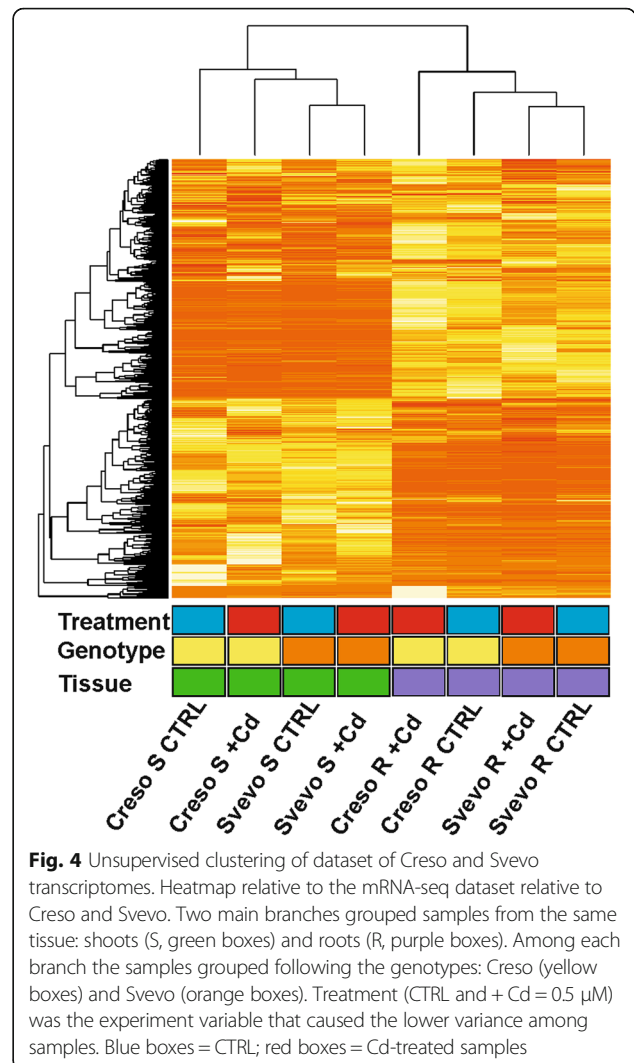 Treatment
Genotype
Tissue
Creso S CTRL
Creso S +Cd
Svevo S CTRL
Svevo S +Cd
Creso R +Cd
Creso R CTRL
Svevo R +Cd
Svevo R CTRL
Fig. 4 Unsupervised clustering of dataset of Creso and Svevo
transcriptomes. Heatmap relative to the mRNA-seq dataset relative to
Creso and Svevo. Two main branches grouped samples from the same
tissue: shoots (S, green boxes) and roots (R, purple boxes). Among each
branch the samples grouped following the genotypes: Creso (yellow
boxes) and Svevo (orange boxes). Treatment (CTRL and + Cd = 0.5 μM)
was the experiment variable that caused the lower variance among
samples. Blue boxes = CTRL; red boxes = Cd-treated samples